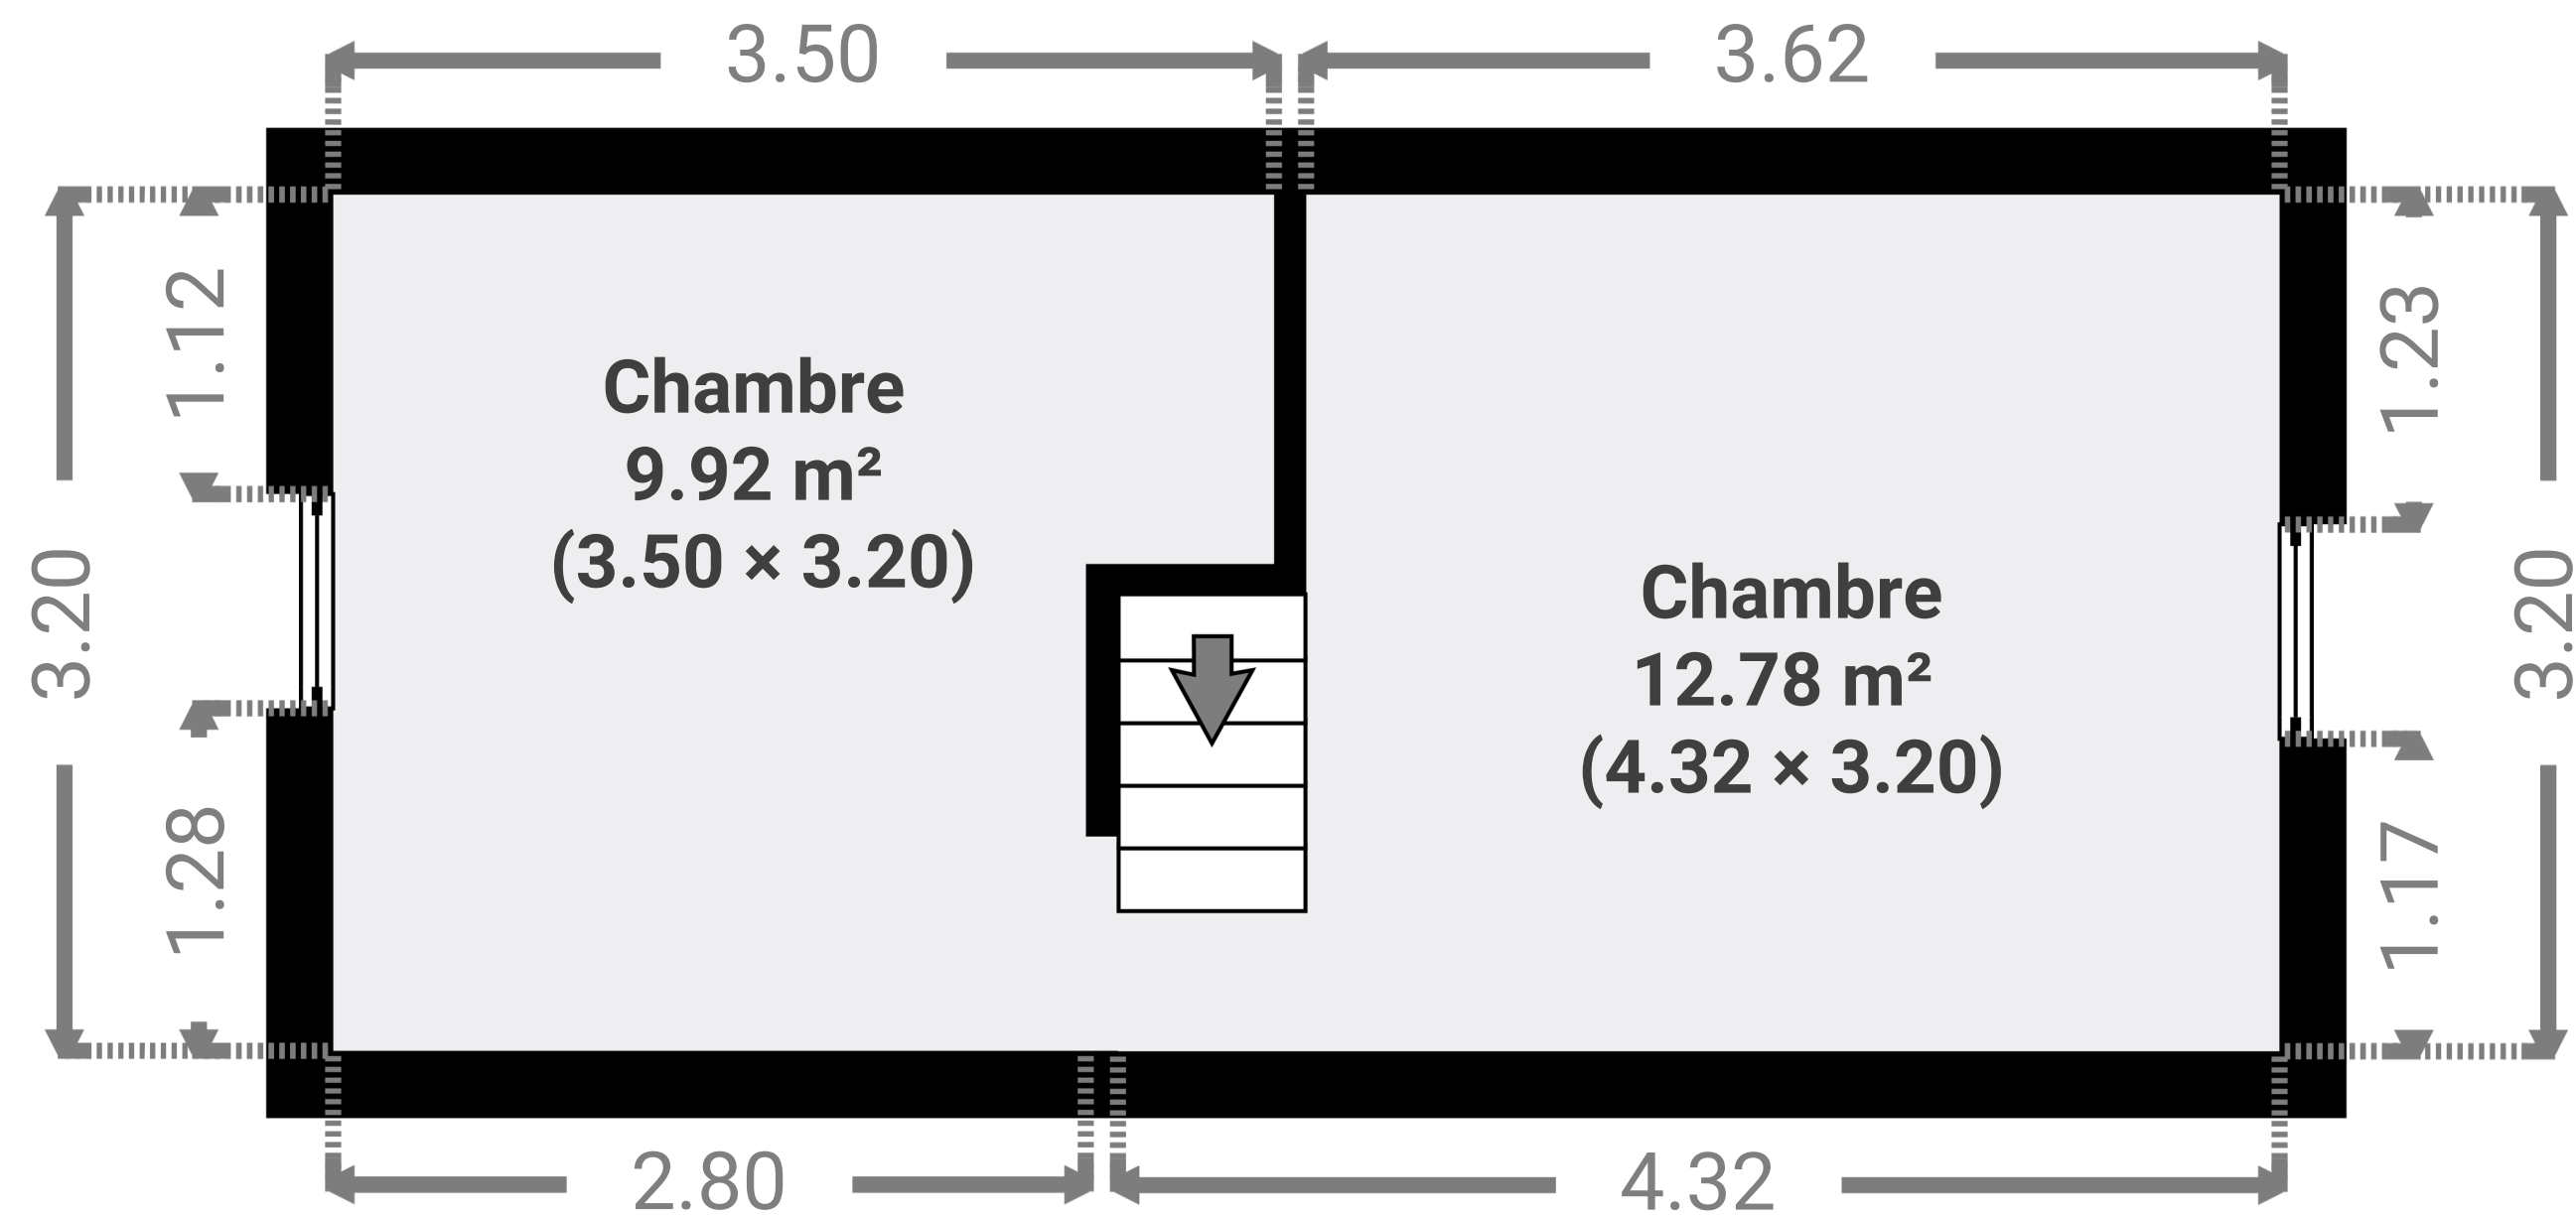 3.50
3.62
1.12
1.23
Chambre
9.92 m²
(3.50 × 3.20)
3.20
3.20
Chambre
12.78 m²
(4.32 × 3.20)
1.28
1.17
2.80
4.32